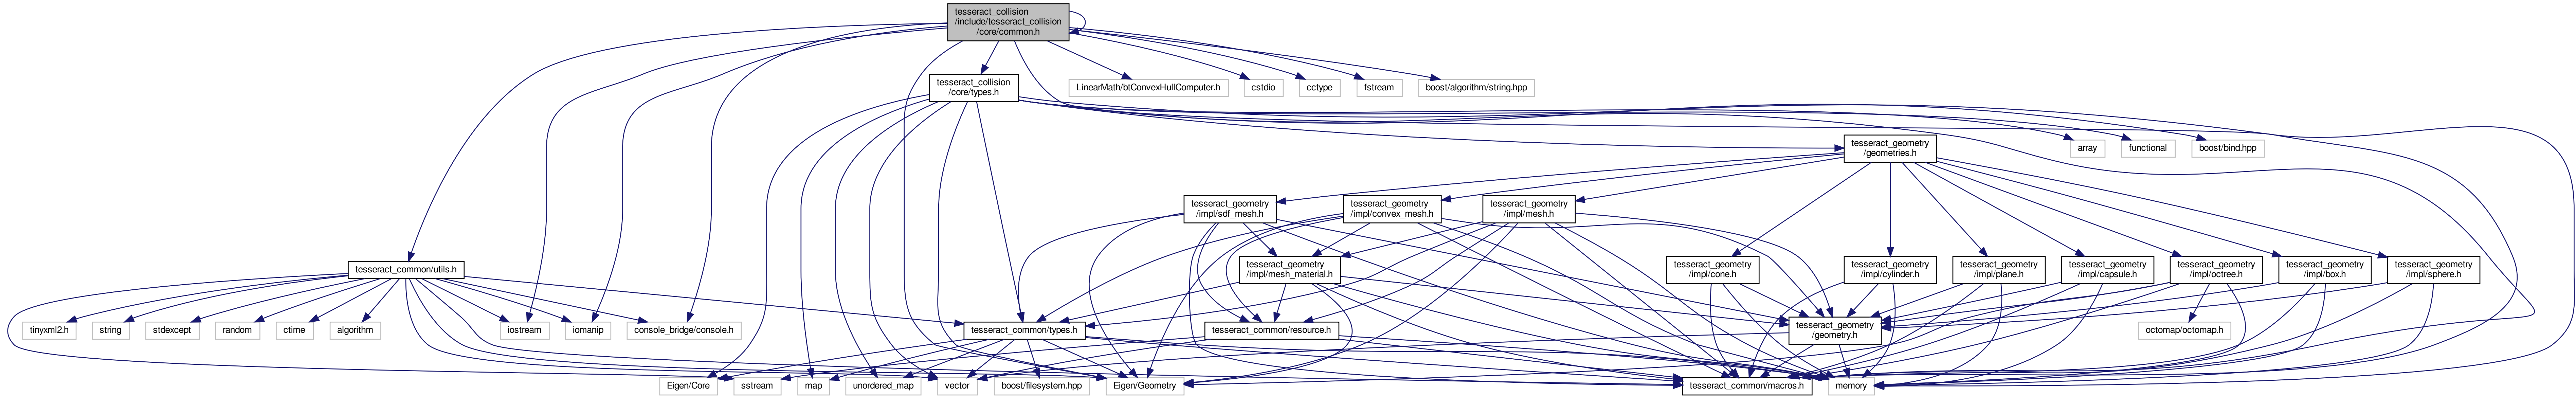 tesseract_collision
/include/tesseract_collision
/core/common.h
tesseract_collision
/core/types.h
LinearMath/btConvexHullComputer.h
cstdio
cctype
fstream
boost/algorithm/string.hpp
tesseract_geometry
/geometries.h
array
functional
boost/bind.hpp
tesseract_geometry
/impl/sdf_mesh.h
tesseract_geometry
/impl/convex_mesh.h
tesseract_geometry
/impl/mesh.h
tesseract_common/utils.h
tesseract_geometry
/impl/mesh_material.h
tesseract_geometry
/impl/cone.h
tesseract_geometry
/impl/cylinder.h
tesseract_geometry
/impl/plane.h
tesseract_geometry
/impl/capsule.h
tesseract_geometry
/impl/octree.h
tesseract_geometry
/impl/box.h
tesseract_geometry
/impl/sphere.h
tinyxml2.h
string
stdexcept
random
ctime
algorithm
iostream
iomanip
console_bridge/console.h
tesseract_common/types.h
tesseract_common/resource.h
tesseract_geometry
/geometry.h
octomap/octomap.h
Eigen/Core
sstream
map
unordered_map
vector
boost/filesystem.hpp
Eigen/Geometry
tesseract_common/macros.h
memory